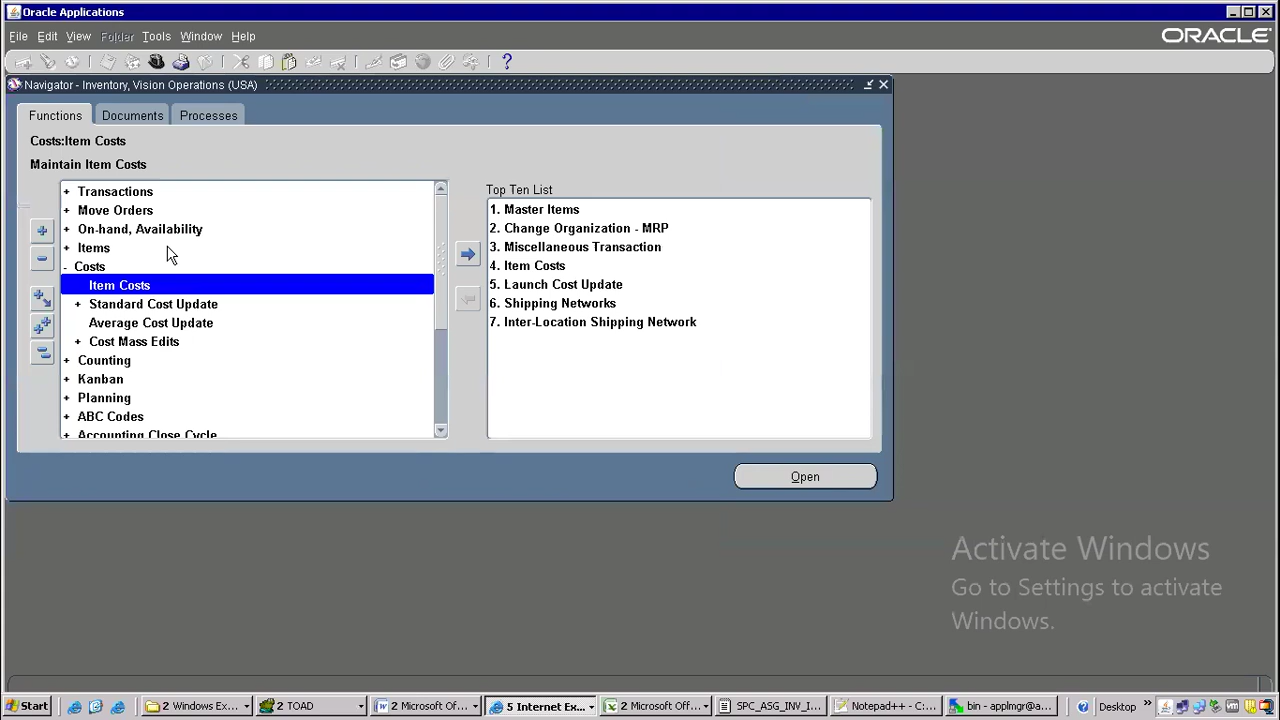 Oracle Applications
File Edit View Folder Tools Window Help
ORACLE
Navigator - Inventory, Vision Operations (USA)
Functions Documents Processes
Costs:Item Costs
Maintain Item Costs
+ Transactions
+ Move Orders
+ On-hand, Availability
+ Items
- Costs
Item Costs
+ Standard Cost Update
Average Cost Update
+ Cost Mass Edits
+ Counting
+ Kanban
+ Planning
+ ABC Codes
+ Accounting Close Cycle
Top Ten List
1. Master Items
2. Change Organization - MRP
3. Miscellaneous Transaction
4. Item Costs
5. Launch Cost Update
6. Shipping Networks
7. Inter-Location Shipping Network
Open
Activate Windows
Go to Settings to activate
Windows.
Start 2 Windows Ex... 2 TOAD 2 Microsoft Of... 5 Internet Ex... 2 Microsoft Off... SPC_ASG_INV_I... Notepad++ - C:... bin - applmgr@a... Desktop